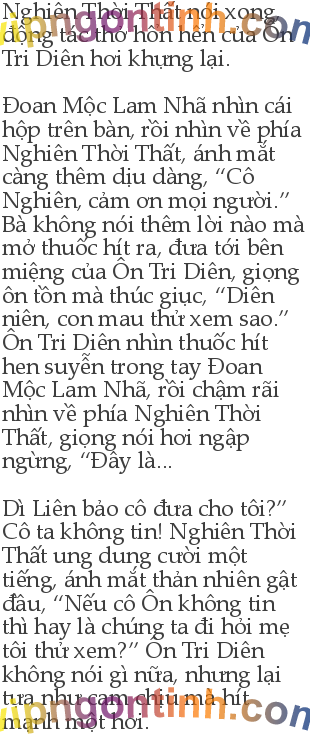 Nghiên Thời Thất nói xong,
động tác thở hổn hển của Ôn
Tri Diên hơi khựng lại.
Đoan Mộc Lam Nhã nhìn cái
hộp trên bàn, rồi nhìn về phía
Nghiên Thời Thất, ánh mắt
càng thêm dịu dàng, “Cô
Nghiên, cảm ơn mọi người.”
Bà không nói thêm lời nào mà
mở thuốc hít ra, đưa tới bên
miệng của Ôn Tri Diên, giọng
ôn tồn mà thúc giục, “Diên
niên, con mau thử xem sao.”
Ôn Tri Diên nhìn thuốc hít
hen suyễn trong tay Đoan
Mộc Lam Nhã, rồi chậm rãi
nhìn về phía Nghiên Thời
Thất, giọng nói hơi ngập
ngừng, “Đây là...
Dì Liên bảo cô đưa cho tôi?”
Cô ta không tin! Nghiên Thời
Thất ung dung cười một
tiếng, ánh mắt thản nhiên gật
đầu, “Nếu cô Ôn không tin
thì hay là chúng ta đi hỏi mẹ
tôi thử xem?” Ôn Tri Diên
không nói gì nữa, nhưng lại
tựa như cam chịu mà hít
mạnh một hơi.
vipngontinh.com
vipngontinh.com